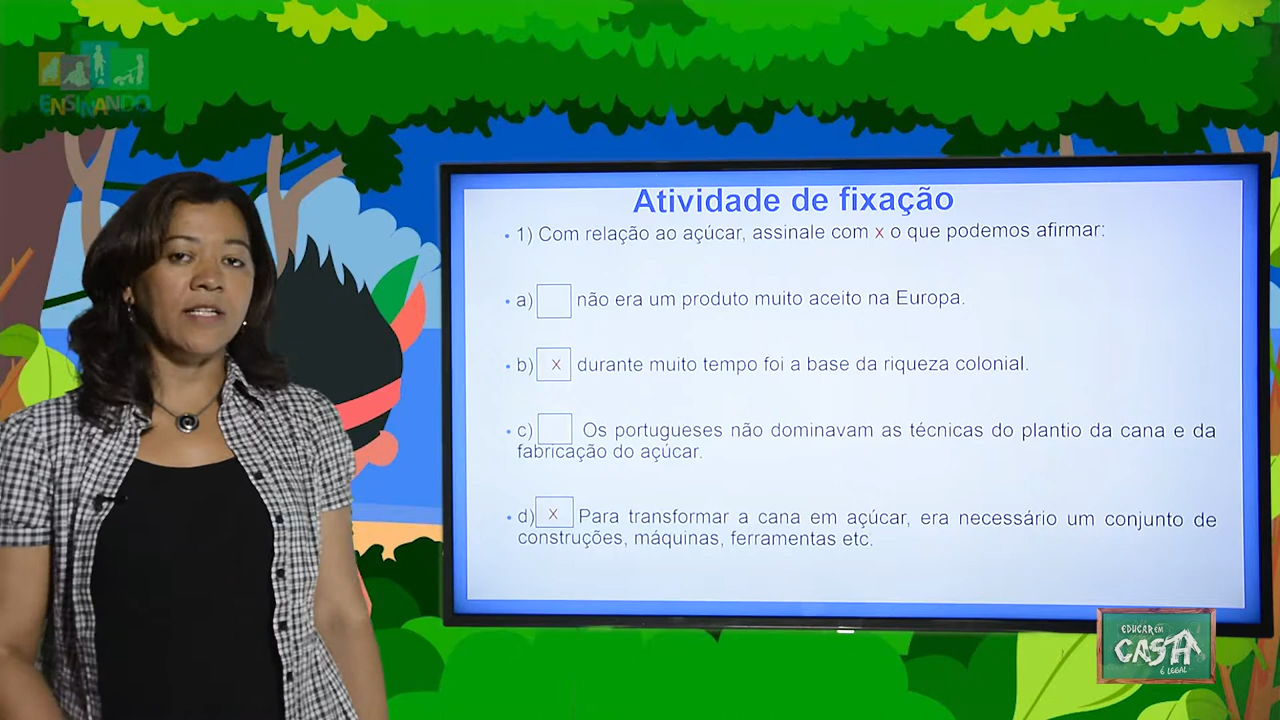 ENSINANDO
Atividade de fixação
• 1) Com relação ao açúcar, assinale com x o que podemos afirmar:
• a) não era um produto muito aceito na Europa.
• b) x durante muito tempo foi a base da riqueza colonial.
• c) Os portugueses não dominavam as técnicas do plantio da cana e da
fabricação do açúcar.
• d) x Para transformar a cana em açúcar, era necessário um conjunto de
construções, máquinas, ferramentas etc.
EDUCAR EM
CASA
É LEGAL